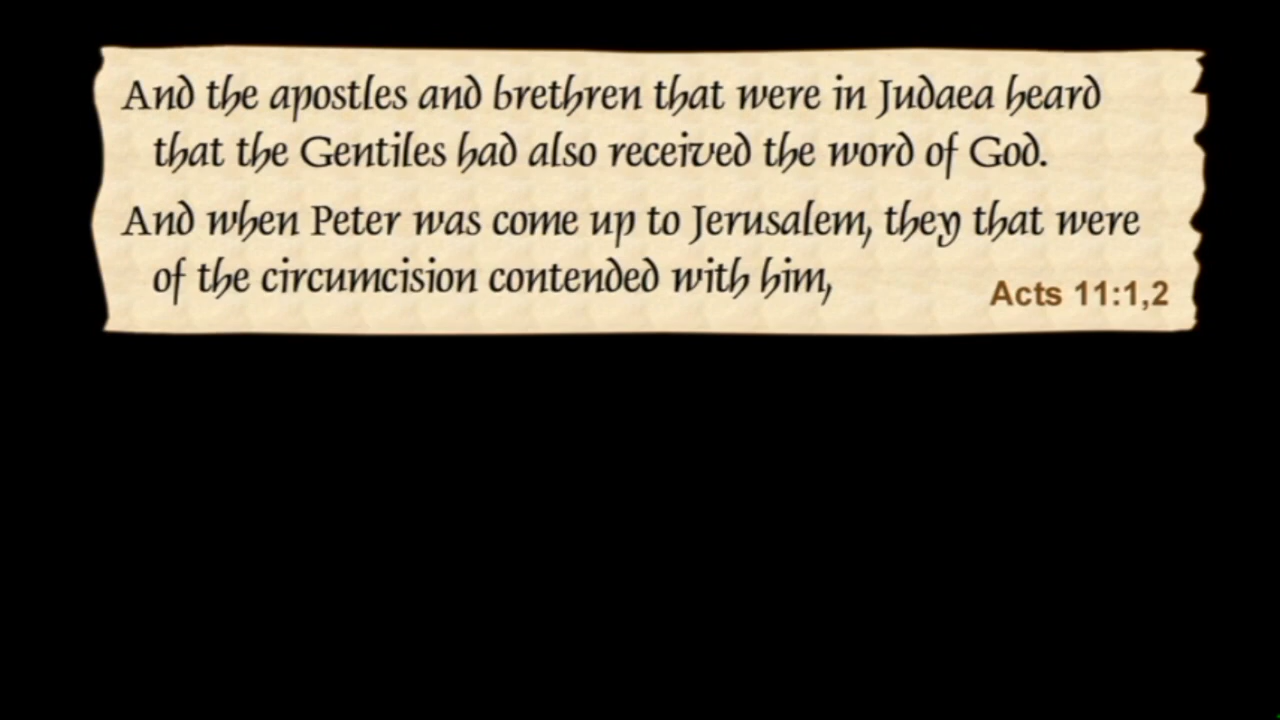 And the apostles and brethren that were in Judaea heard
that the Gentiles had also received the word of God.
And when Peter was come up to Jerusalem, they that were
of the circumcision contended with him,
Acts 11:1,2